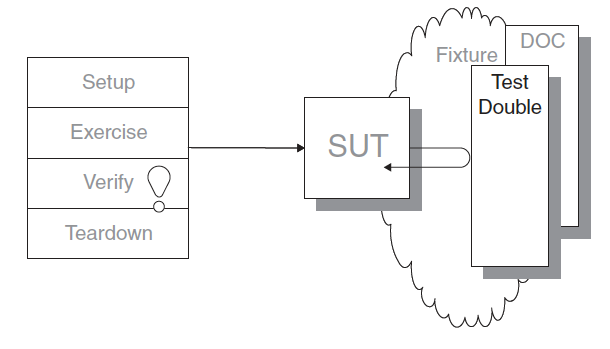 Setup
Exercise
Verify
Teardown
SUT
Fixture
DOC
Test
Double